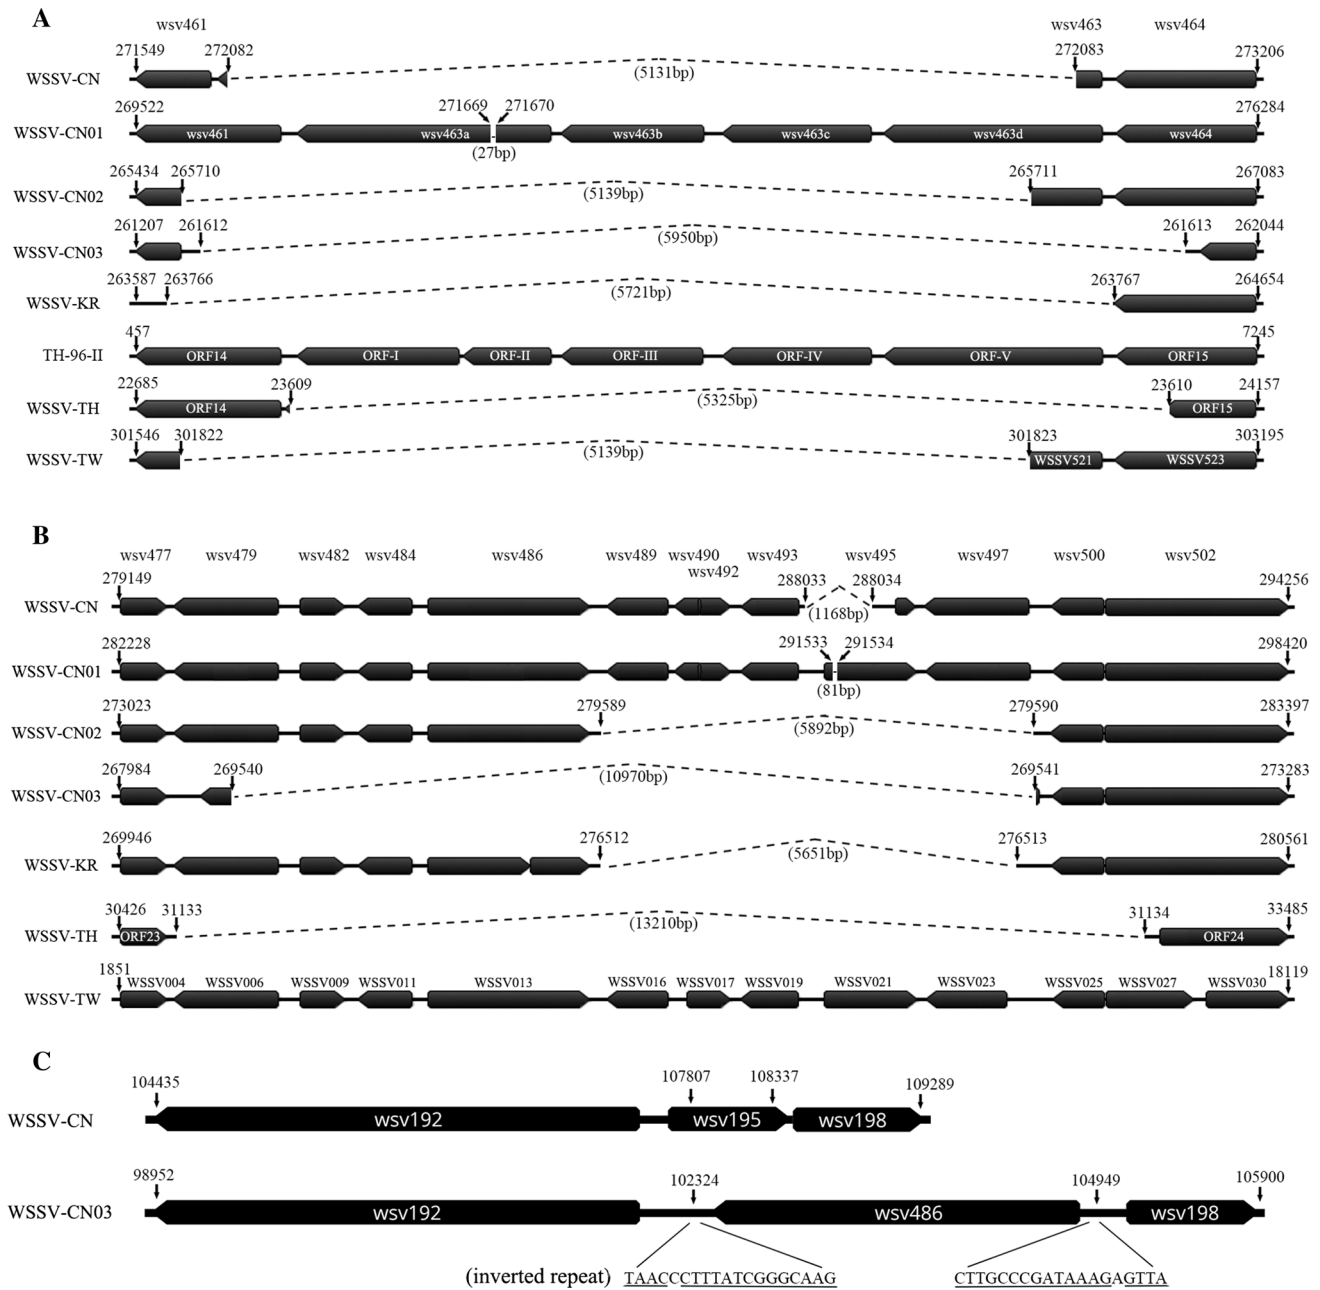 A
wsv461 wsv463 wsv464
271549 272082 272083 273206
WSSV-CN (5131bp)
269522 271669 271670 276284
WSSV-CN01 wsv461 wsv463a wsv463b wsv463c wsv463d wsv464
(27bp)
265434 265710 265711 267083
WSSV-CN02 (5139bp)
261207 261612 261613 262044
WSSV-CN03 (5950bp)
263587 263766 263767 264654
WSSV-KR (5721bp)
457 7245
TH-96-II ORF14 ORF-I ORF-II ORF-III ORF-IV ORF-V ORF15
22685 23609 23610 24157
WSSV-TH ORF14 (5325bp) ORF15
301546 301822 301823 303195
WSSV-TW (5139bp) WSSV521 WSSV523
B
wsv477 wsv479 wsv482 wsv484 wsv486 wsv489 wsv490 wsv493 wsv495 wsv497 wsv500 wsv502
wsv492
279149 288033 288034 294256
WSSV-CN (1168bp)
282228 291533 291534 298420
WSSV-CN01 (81bp)
273023 279589 279590 283397
WSSV-CN02 (5892bp)
267984 269540 269541 273283
WSSV-CN03 (10970bp)
269946 276512 276513 280561
WSSV-KR (5651bp)
30426 31133 31134 33485
WSSV-TH ORF23 (13210bp) ORF24
1851 18119
WSSV004 WSSV006 WSSV009 WSSV011 WSSV013 WSSV016 WSSV017 WSSV019 WSSV021 WSSV023 WSSV025 WSSV027 WSSV030
WSSV-TW
C
104435 107807 108337 109289
WSSV-CN wsv192 wsv195 wsv198
98952 102324 104949 105900
WSSV-CN03 wsv192 wsv486 wsv198
(inverted repeat) TAACCCTTTATCGGGCAAG CTTGCCCGATAAAGAGTTA